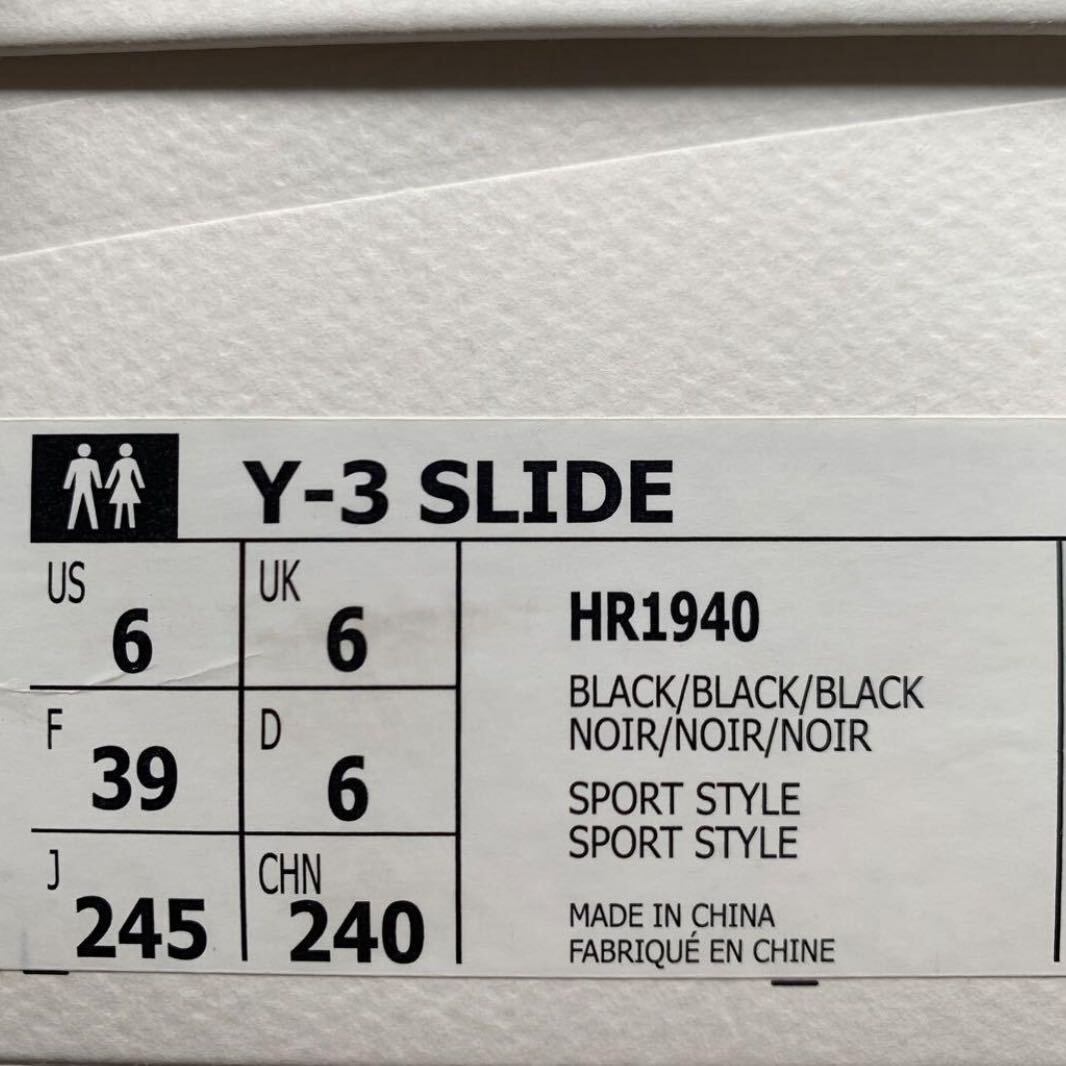 Y-3 SLIDE
US 6
UK 6
F 39
D 6
J 245
CHN 240
HR1940
BLACK/BLACK/BLACK
NOIR/NOIR/NOIR
SPORT STYLE
SPORT STYLE
MADE IN CHINA
FABRIQUÉ EN CHINE